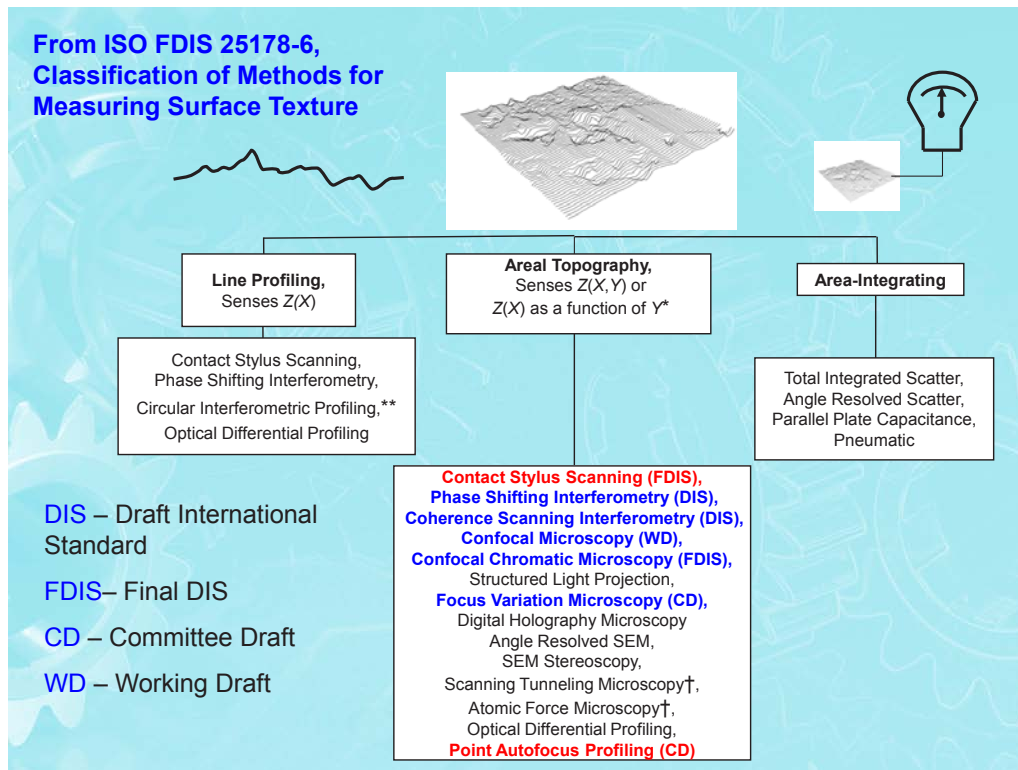 From ISO FDIS 25178-6,
Classification of Methods for
Measuring Surface Texture
Line Profiling,
Senses Z(X)
Contact Stylus Scanning,
Phase Shifting Interferometry,
Circular Interferometric Profiling,**
Optical Differential Profiling
Areal Topography,
Senses Z(X,Y) or
Z(X) as a function of Y*
Contact Stylus Scanning (FDIS),
Phase Shifting Interferometry (DIS),
Coherence Scanning Interferometry (DIS),
Confocal Microscopy (WD),
Confocal Chromatic Microscopy (FDIS),
Structured Light Projection,
Focus Variation Microscopy (CD),
Digital Holography Microscopy
Angle Resolved SEM,
SEM Stereoscopy,
Scanning Tunneling Microscopy†,
Atomic Force Microscopy†,
Optical Differential Profiling,
Point Autofocus Profiling (CD)
Area-Integrating
Total Integrated Scatter,
Angle Resolved Scatter,
Parallel Plate Capacitance,
Pneumatic
DIS – Draft International
Standard
FDIS– Final DIS
CD – Committee Draft
WD – Working Draft